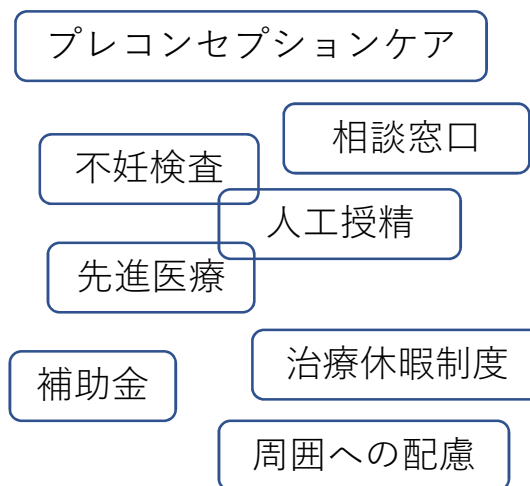 プレコンセプションケア
相談窓口
不妊検査
人工授精
先進医療
治療休暇制度
補助金
周囲への配慮